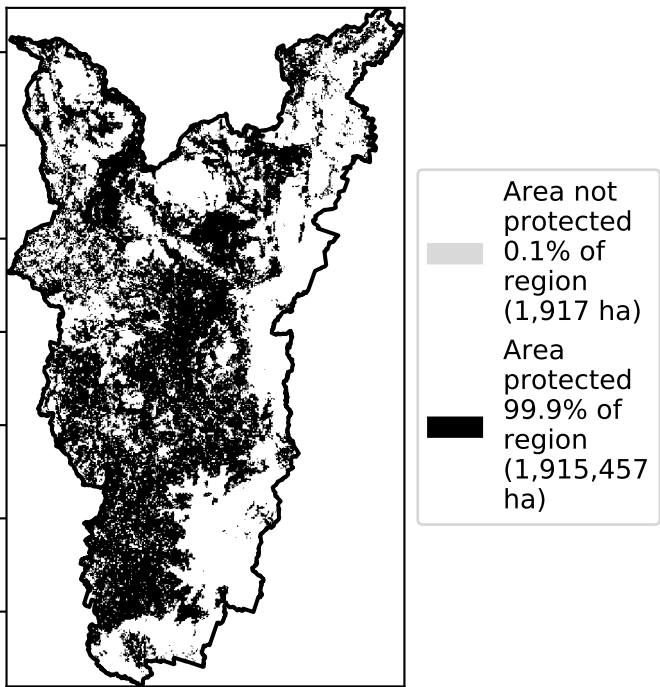 Area not
protected
0.1% of
region
(1,917 ha)
Area
protected
99.9% of
region
(1,915,457
ha)